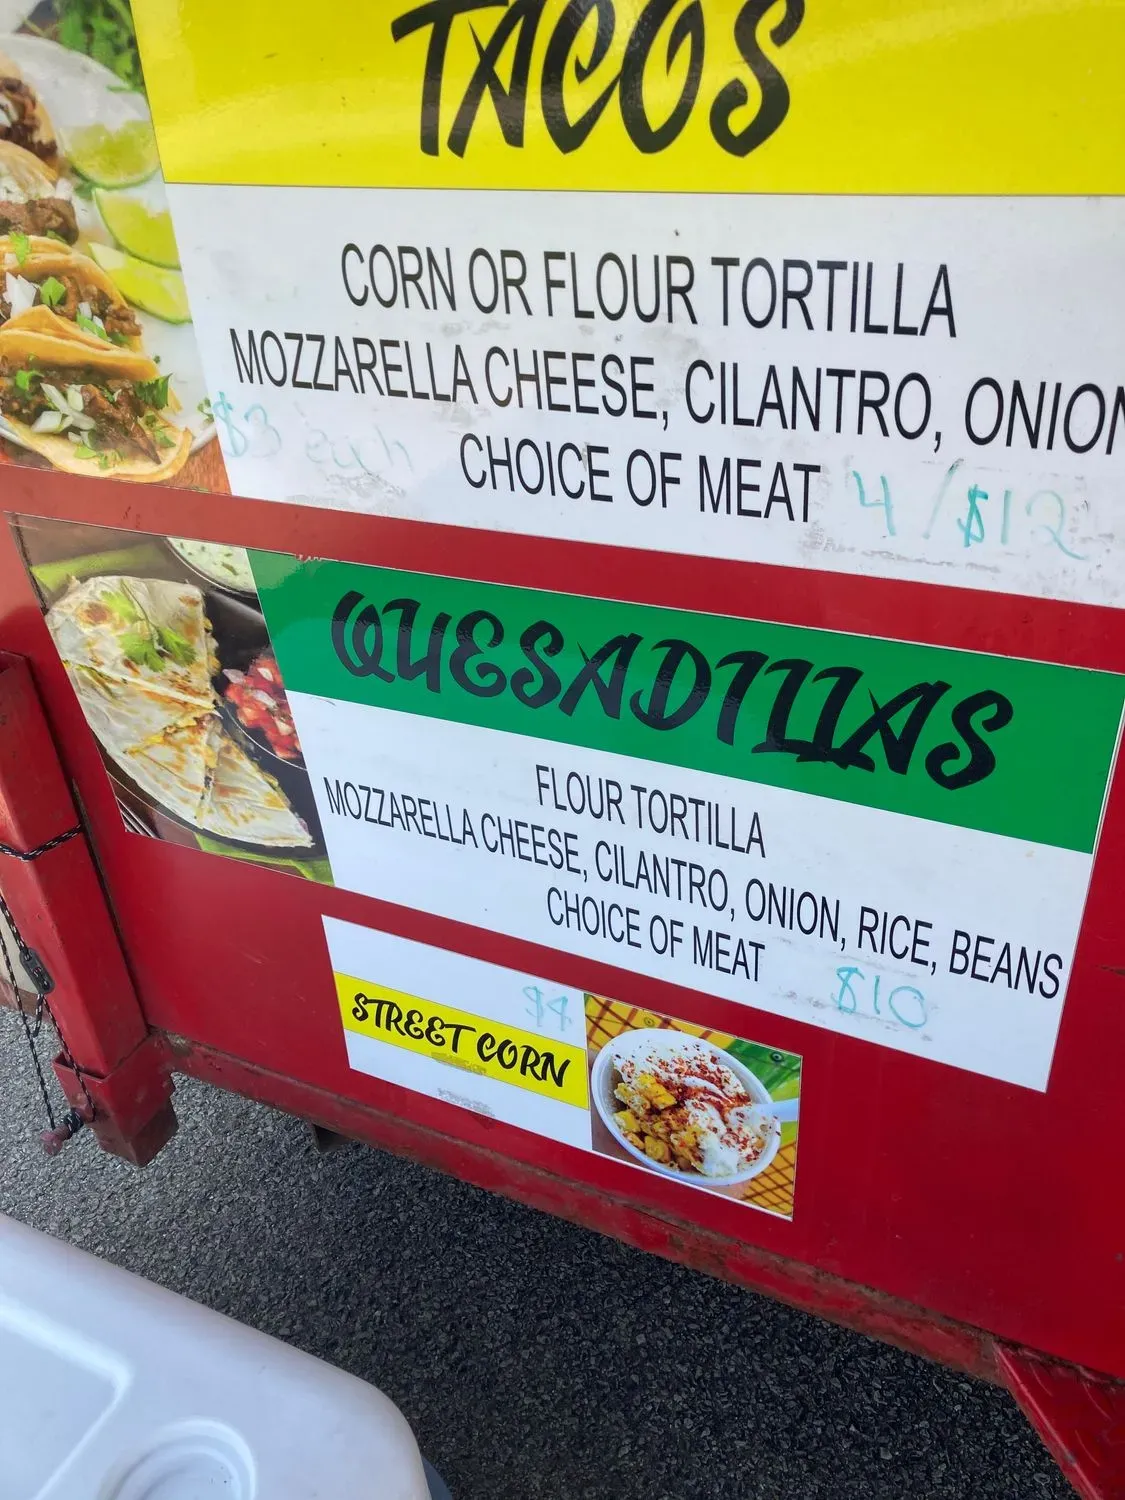 TACOS
CORN OR FLOUR TORTILLA
MOZZARELLA CHEESE, CILANTRO, ONION
$3 each
CHOICE OF MEAT 4/$12
QUESADILLAS
FLOUR TORTILLA
MOZZARELLA CHEESE, CILANTRO, ONION, RICE, BEANS
CHOICE OF MEAT $10
$4
STREET CORN